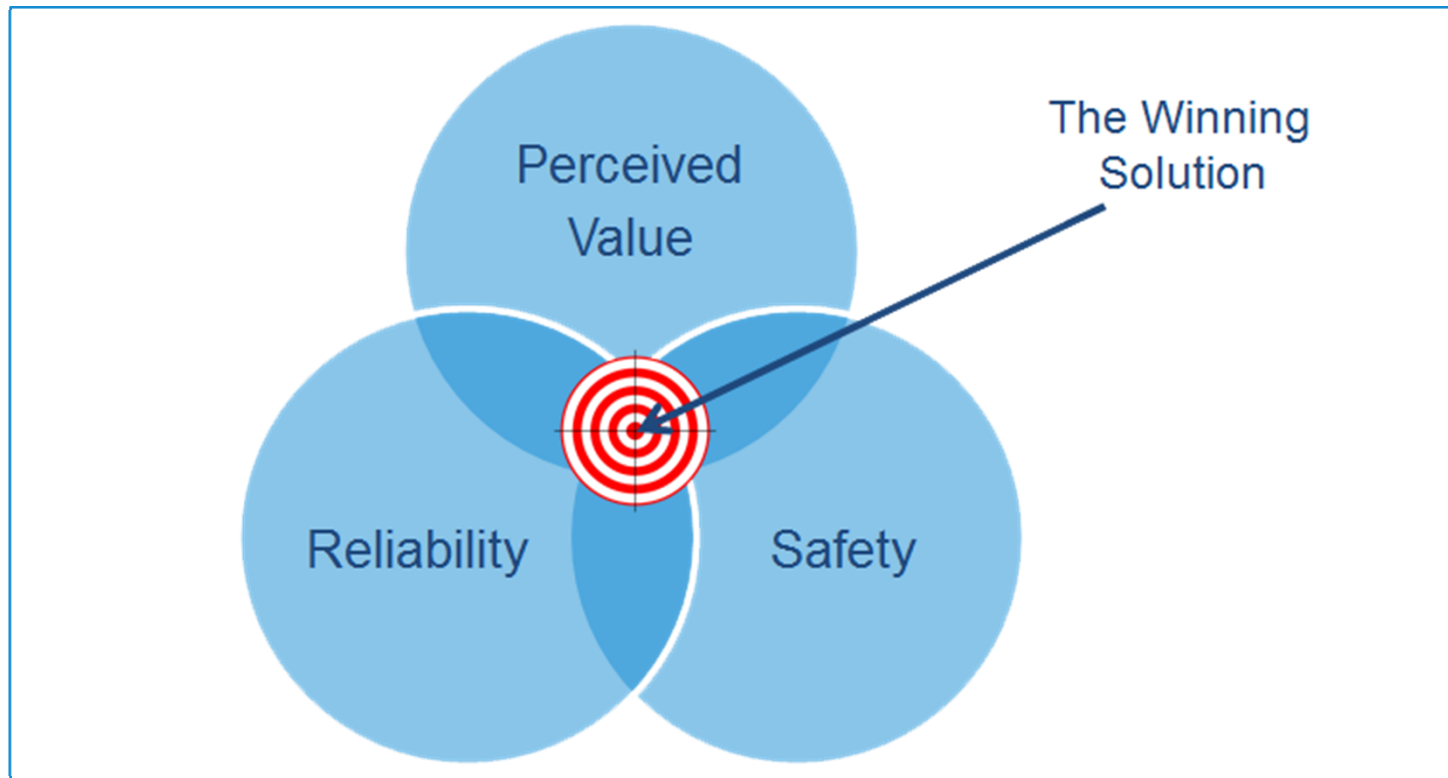 Perceived
Value
The Winning
Solution
Reliability
Safety